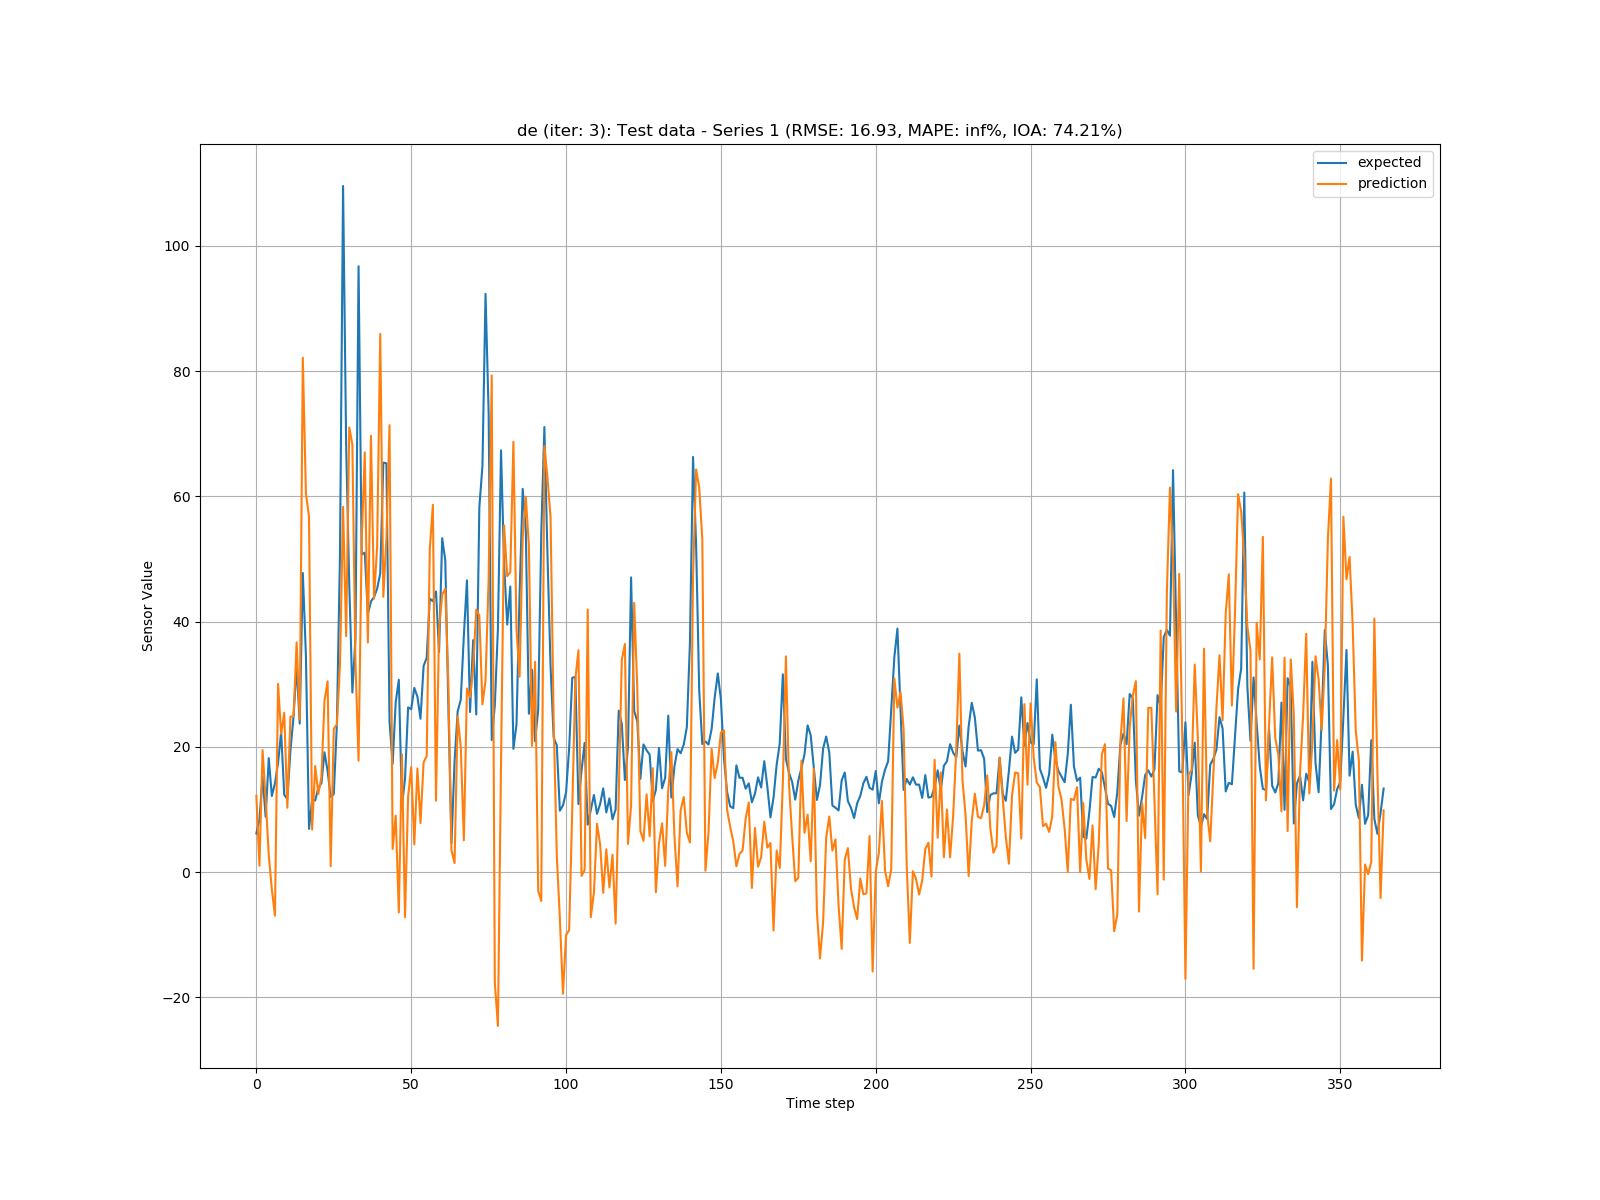 de (iter: 3): Test data - Series 1 (RMSE: 16.93, MAPE: inf%, IOA: 74.21%)
expected
prediction
100
80
60
40
20
0
−20
Sensor Value
0 50 100 150 200 250 300 350
Time step